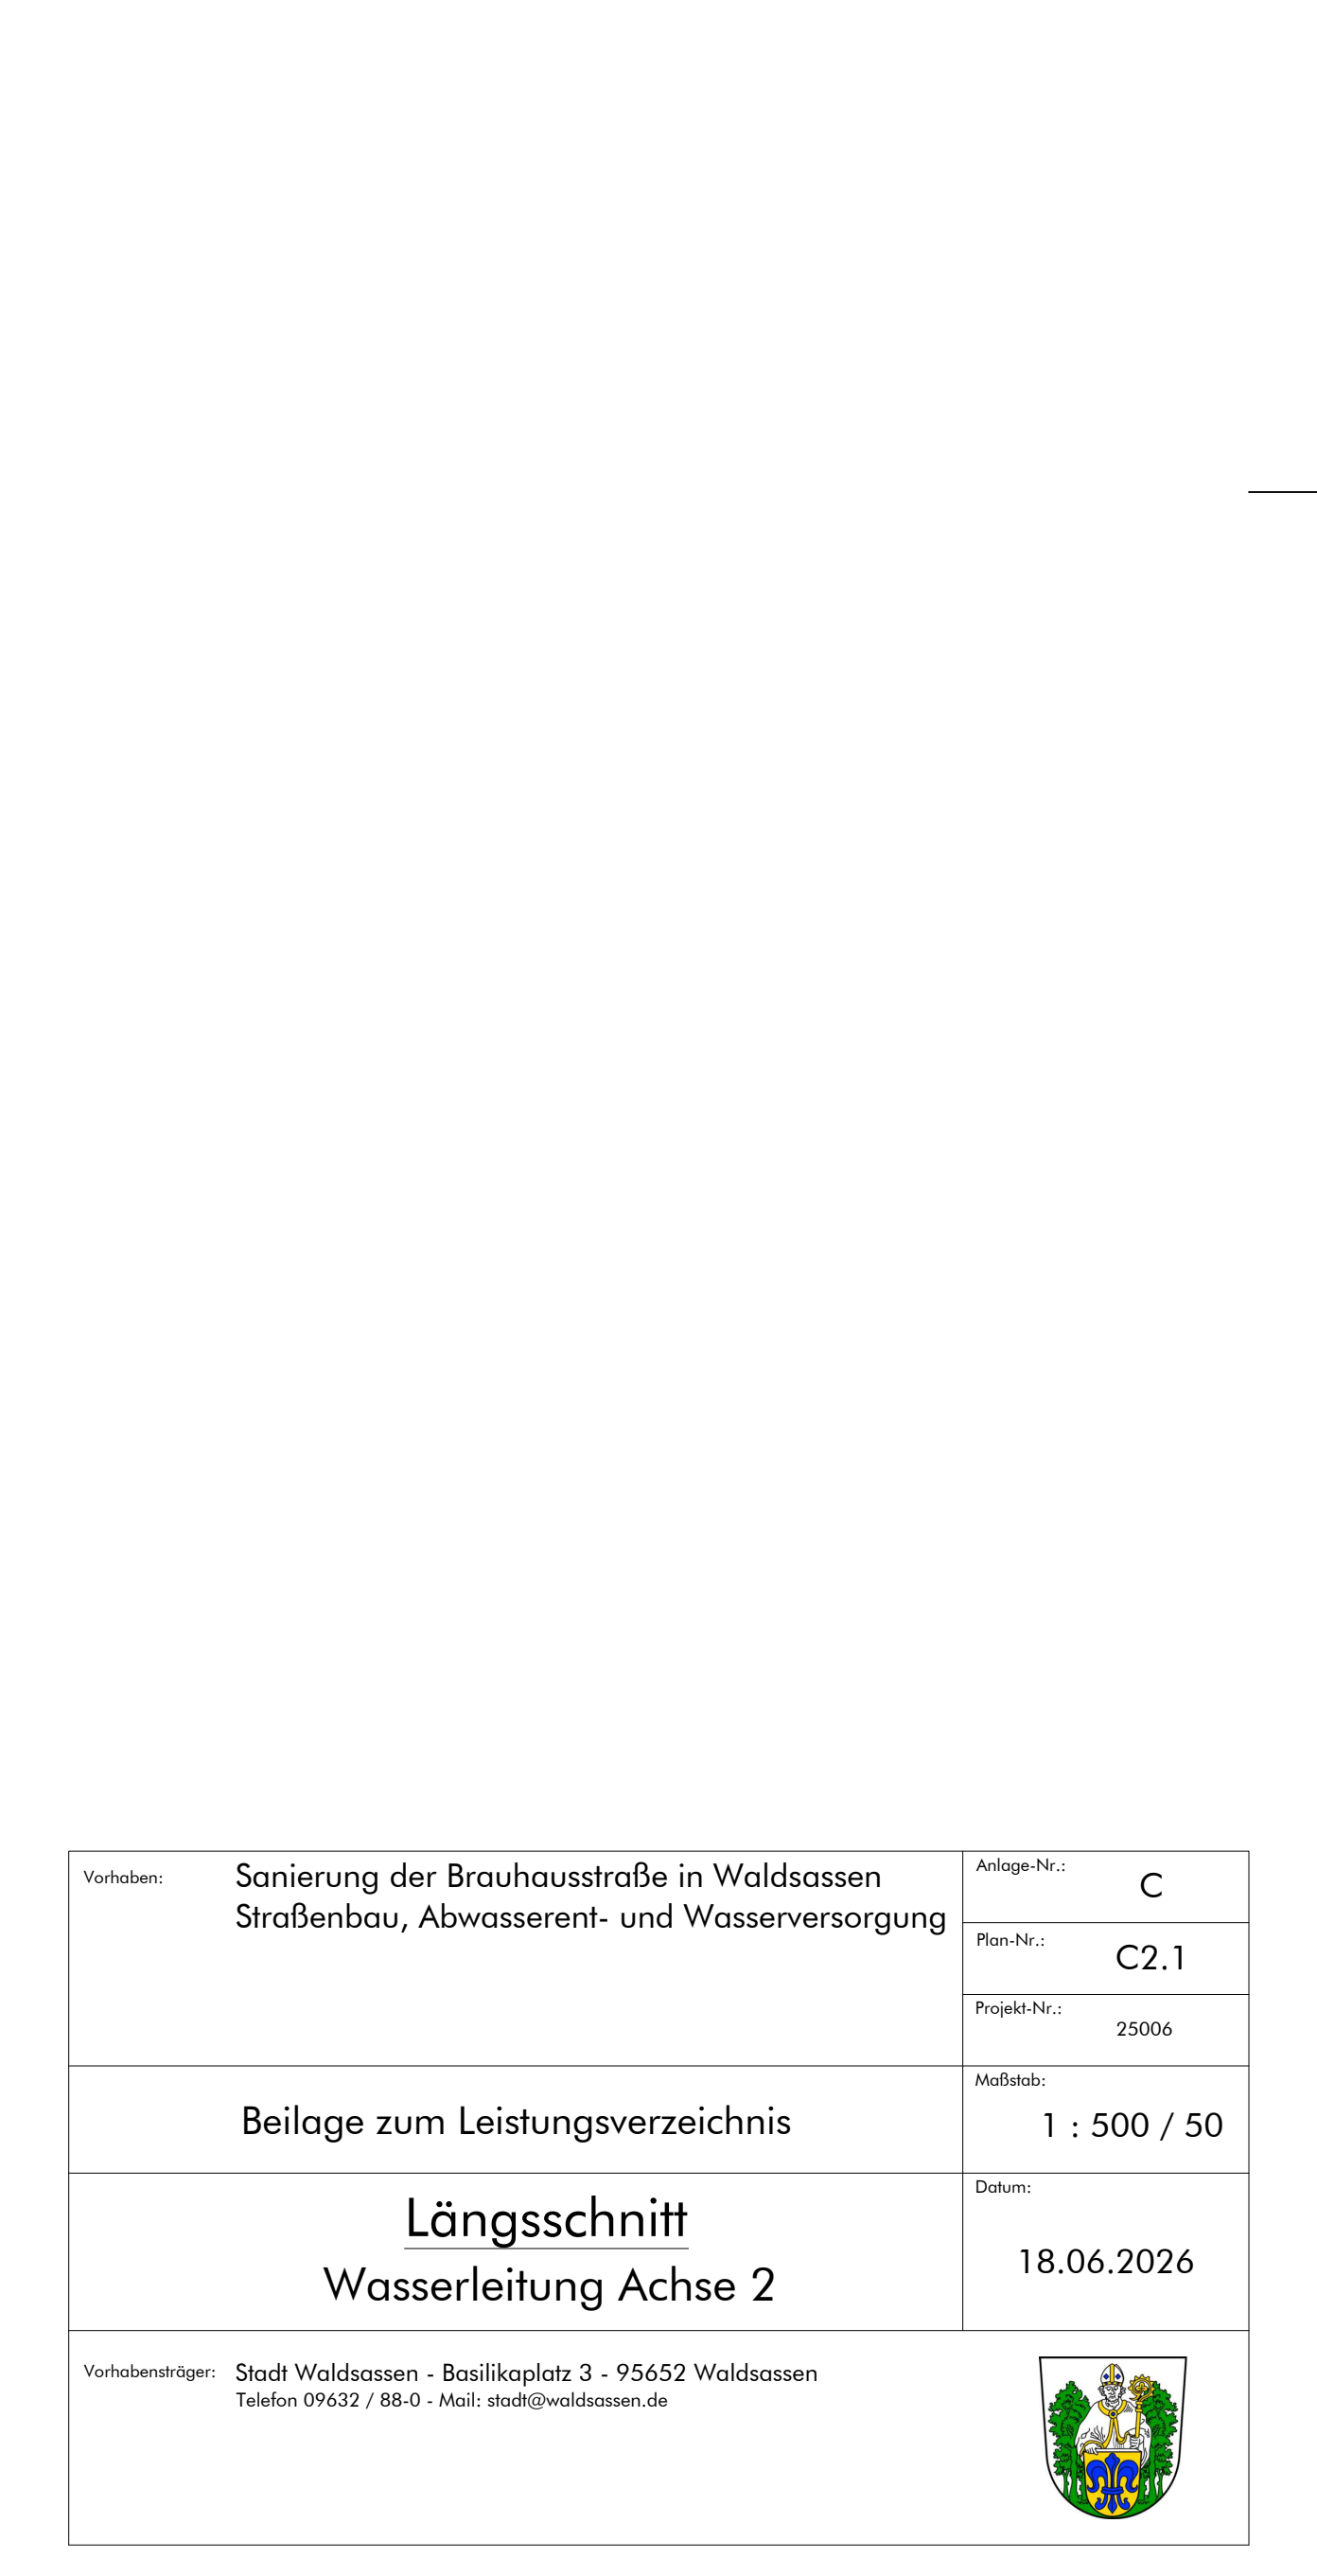 Vorhaben:
Sanierung der Brauhausstraße in Waldsassen
Straßenbau, Abwasserent- und Wasserversorgung
Anlage-Nr.:
C
Plan-Nr.:
C2.1
Projekt-Nr.:
25006
Beilage zum Leistungsverzeichnis
Maßstab:
1 : 500 / 50
Längsschnitt
Wasserleitung Achse 2
Datum:
18.06.2026
Vorhabensträger:
Stadt Waldsassen - Basilikaplatz 3 - 95652 Waldsassen
Telefon 09632 / 88-0 - Mail: stadt@waldsassen.de